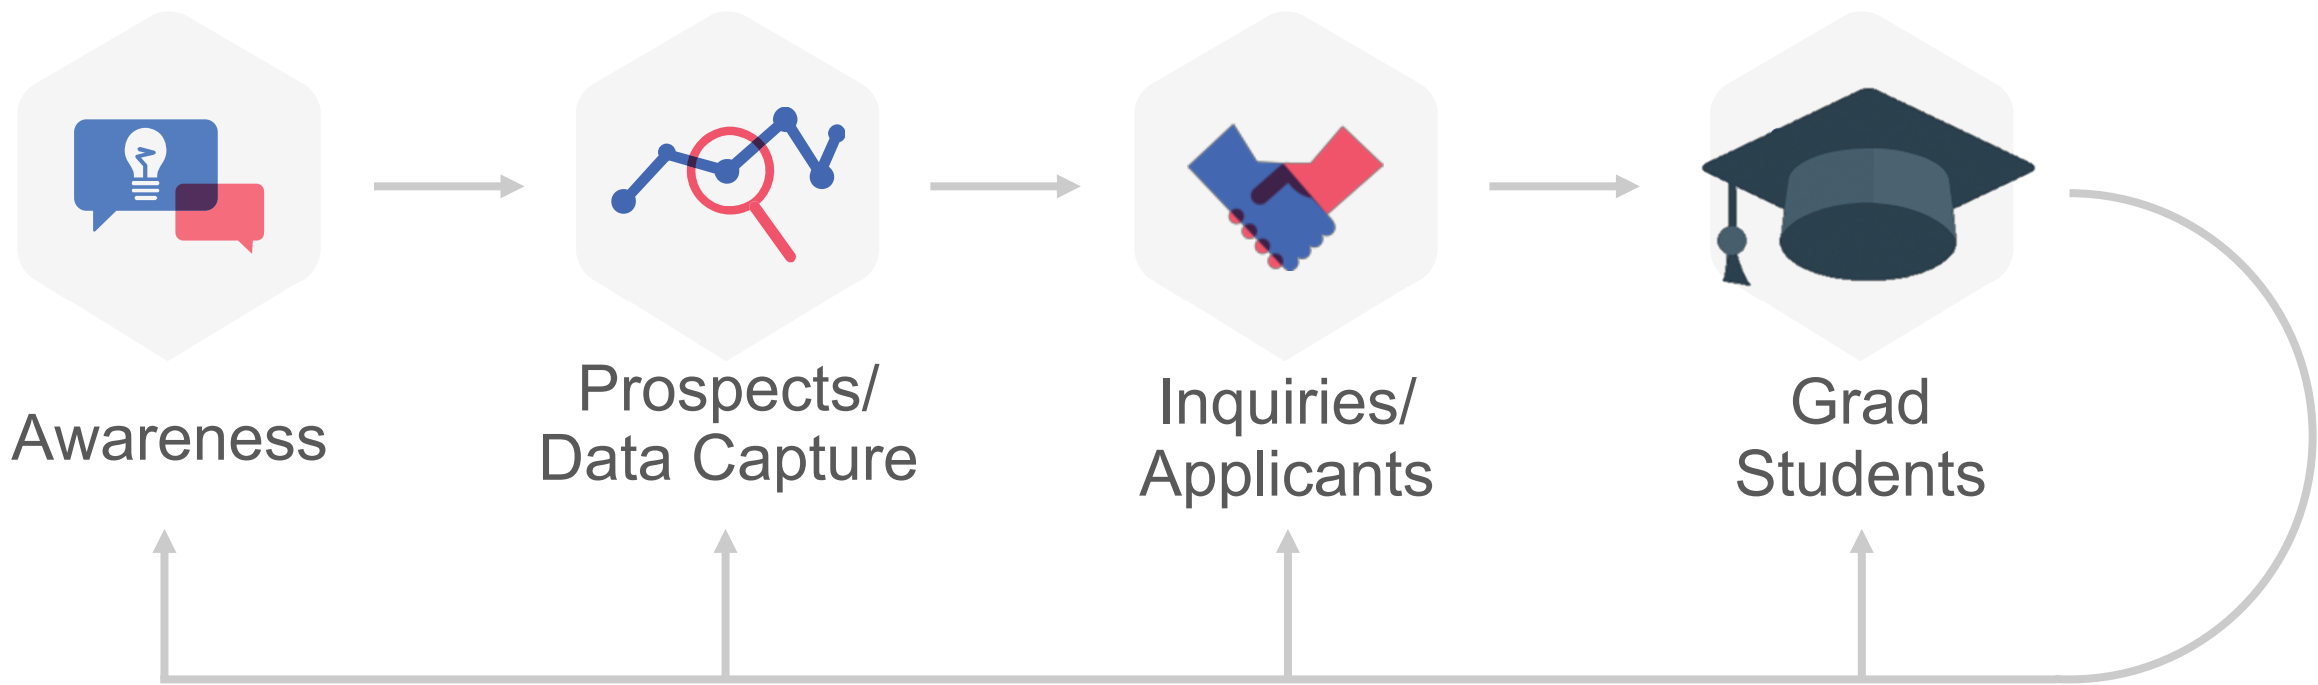 Awareness
Prospects/
Data Capture
Inquiries/
Applicants
Grad
Students